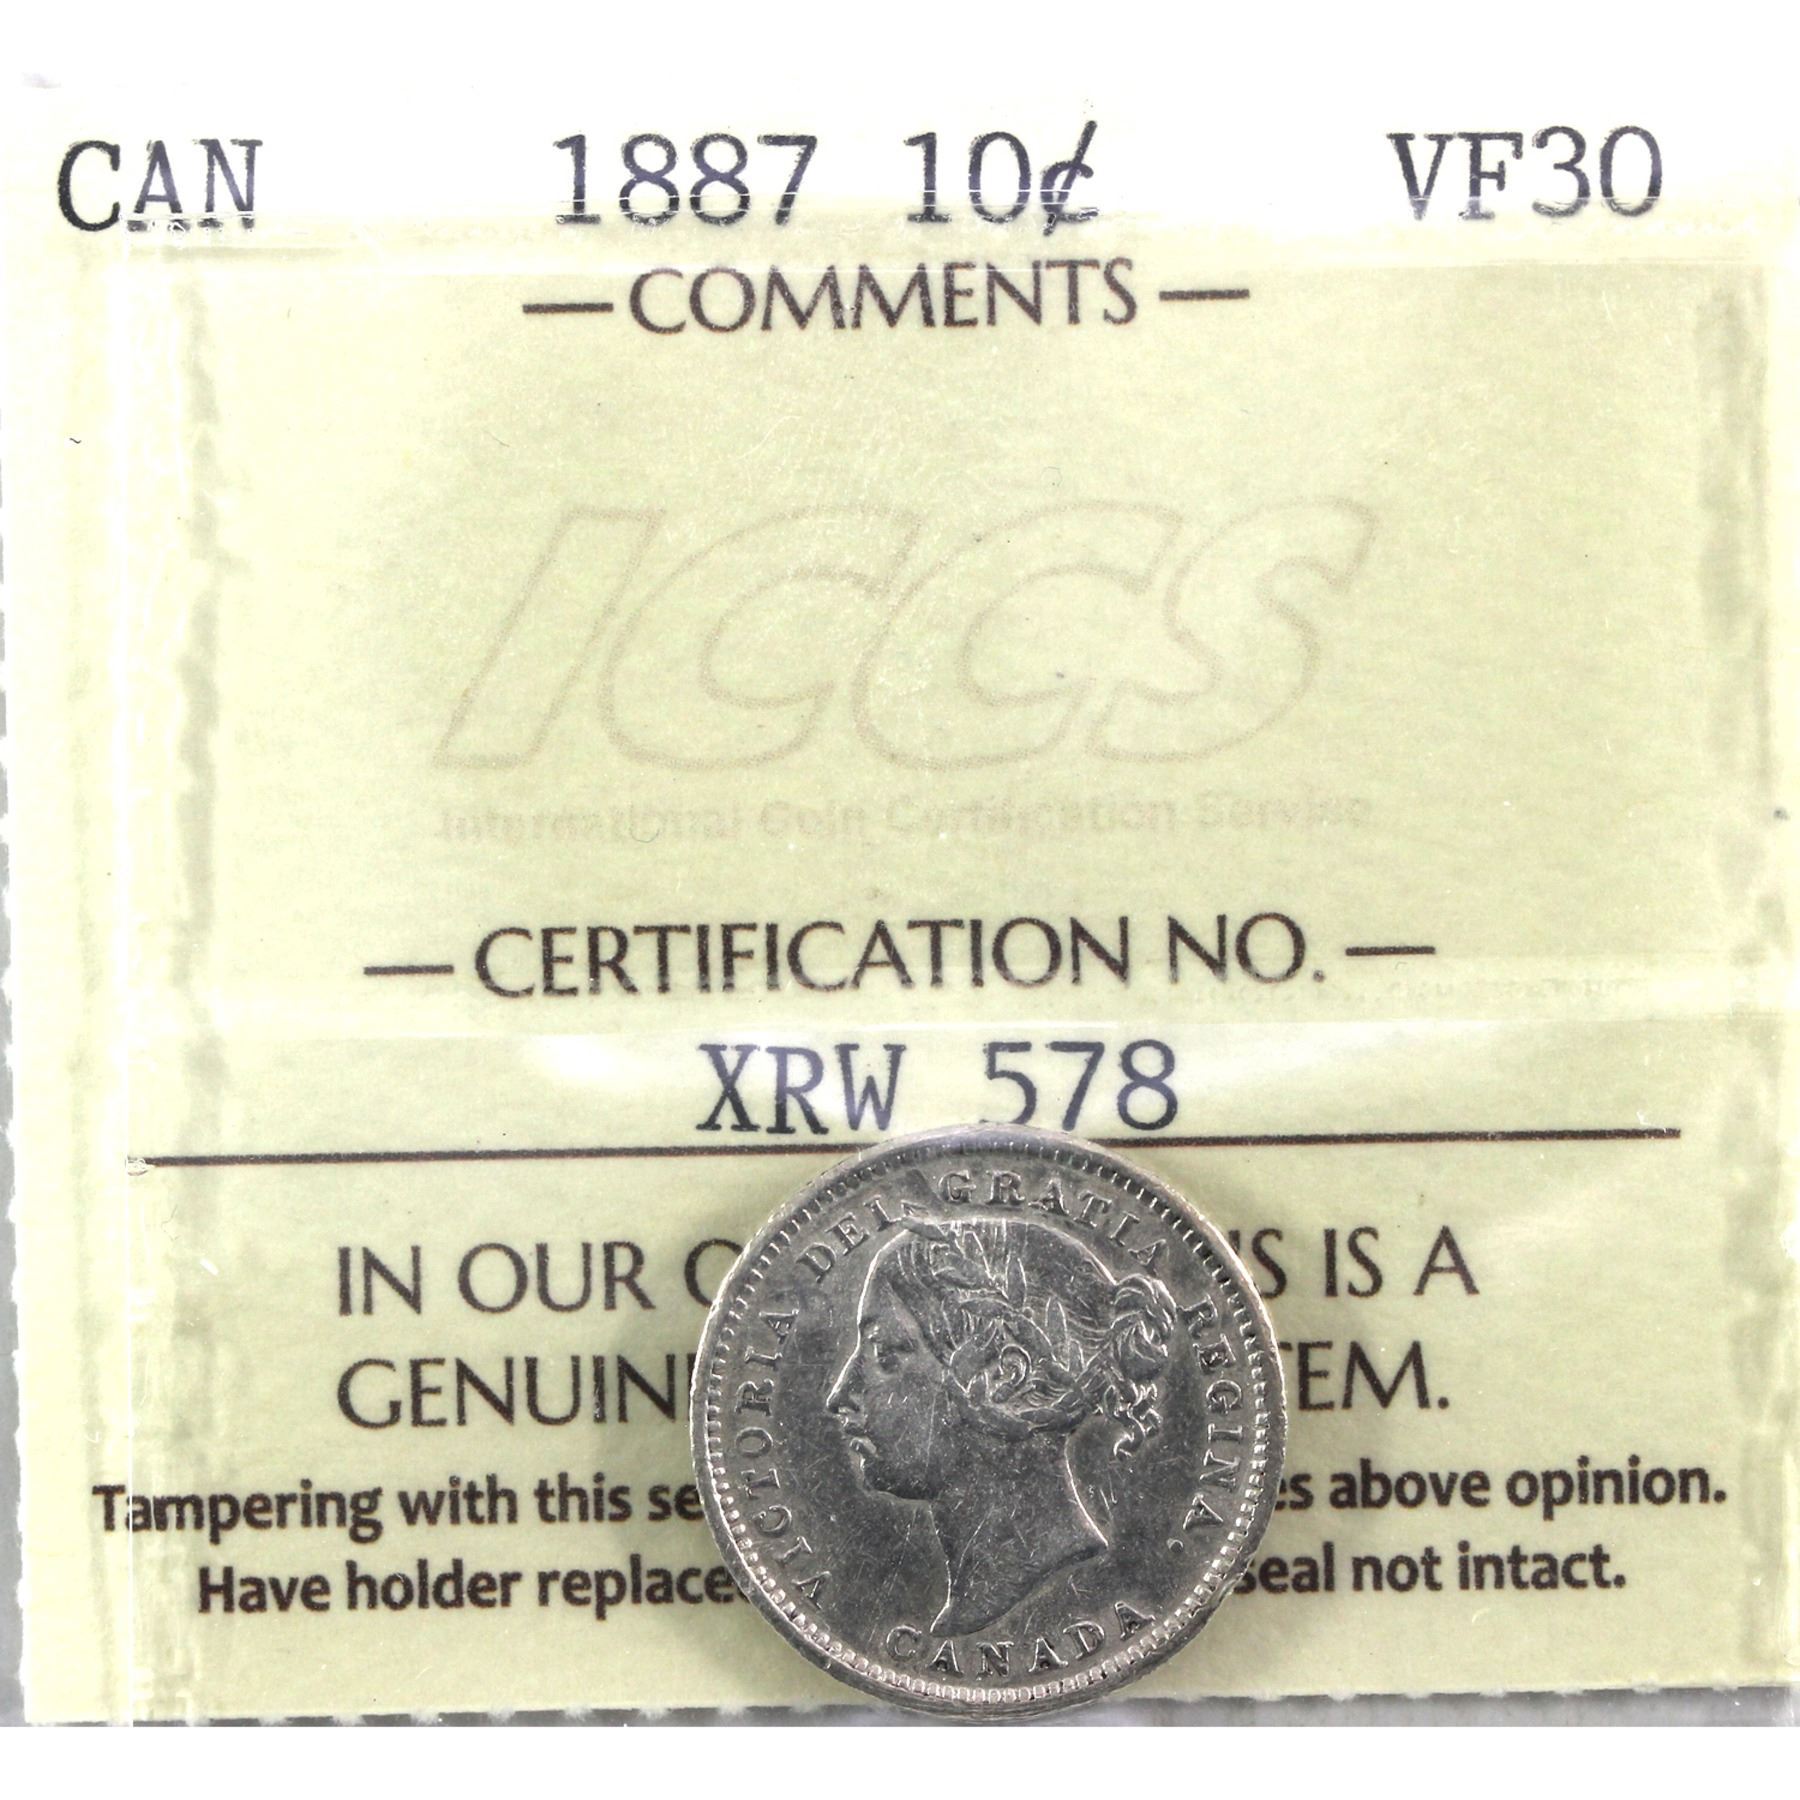 CAN 1887 10¢ VF30
— COMMENTS —
ICCS
International Coin Certification Service
— CERTIFICATION NO. —
XRW 578
IN OUR O S IS A
GENUIN TEM.
Tampering with this se es above opinion.
Have holder replace seal not intact.
VICTORIA DEI GRATIA REGINA.
CANADA